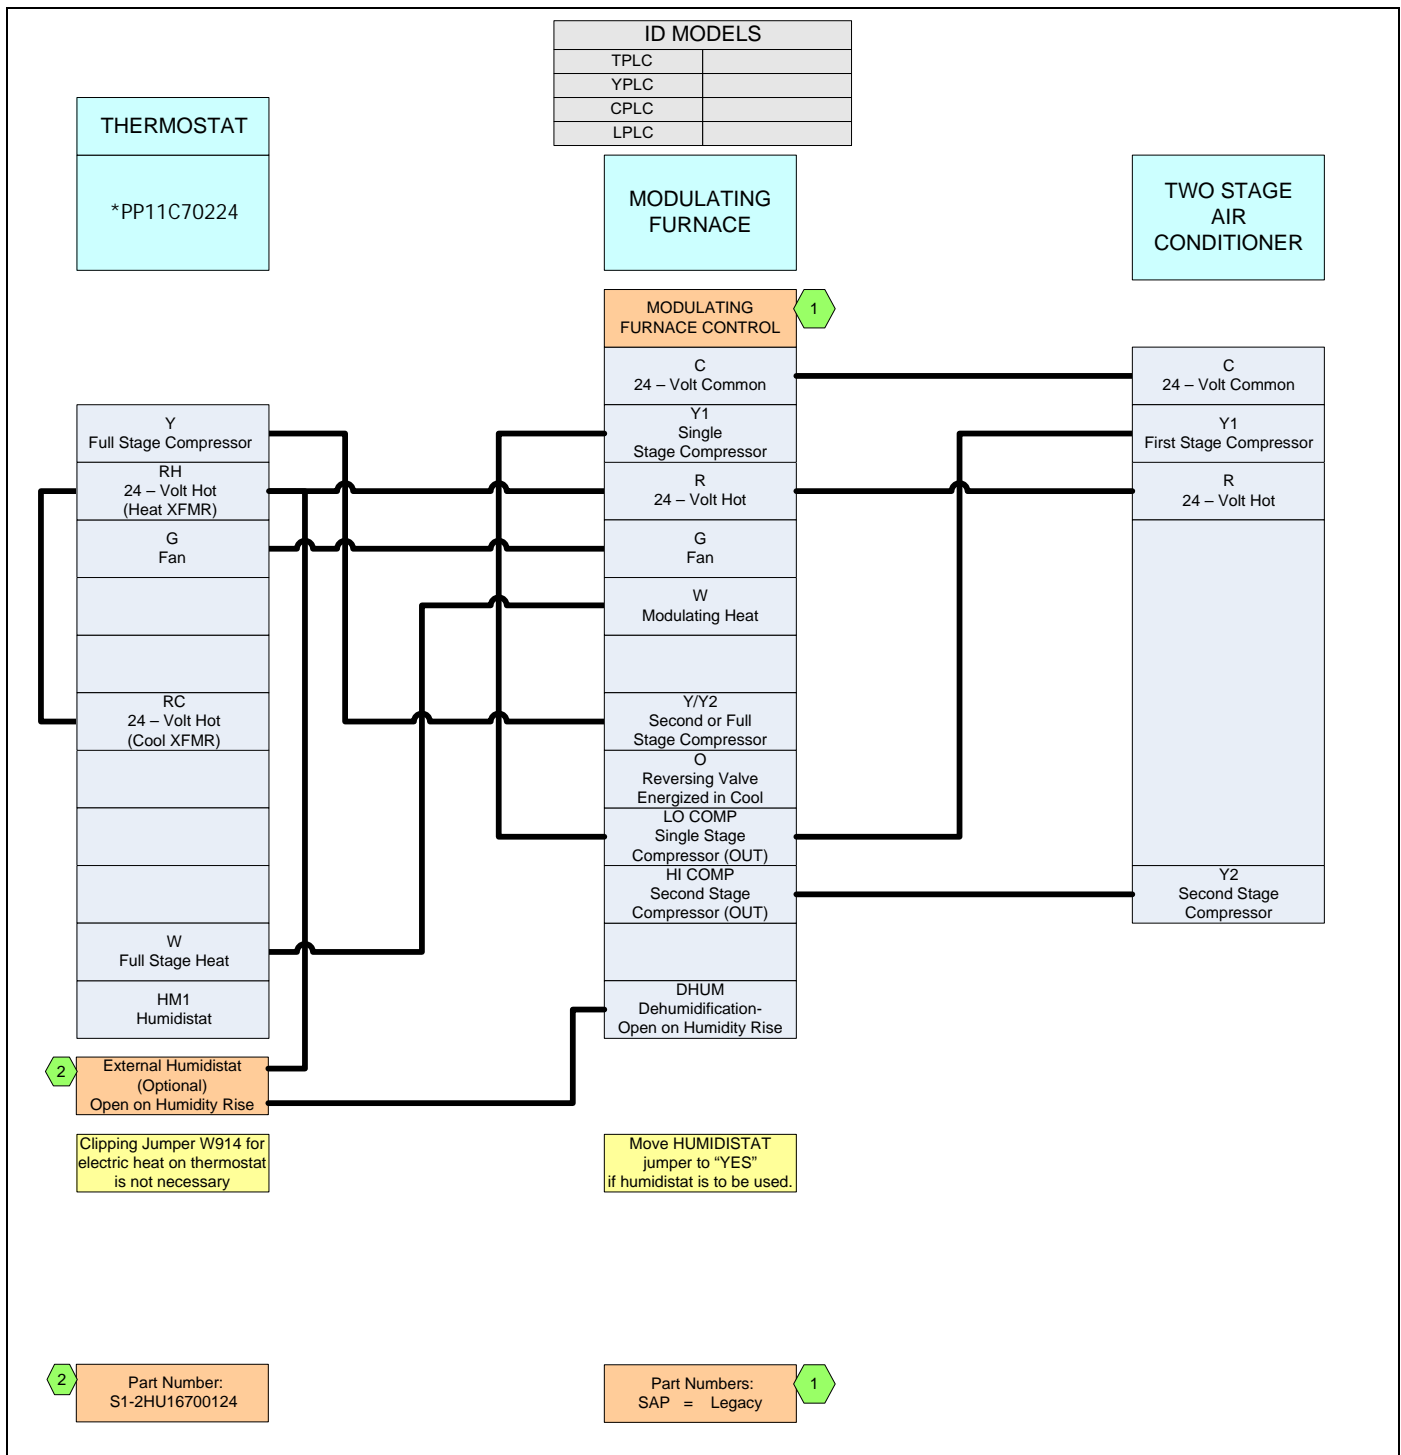 ID MODELS
TPLC
YPLC
CPLC
LPLC
THERMOSTAT
*PP11C70224
MODULATING
FURNACE
TWO STAGE
AIR
CONDITIONER
MODULATING
FURNACE CONTROL
1
C
24 – Volt Common
Y1
Single
Stage Compressor
R
24 – Volt Hot
G
Fan
W
Modulating Heat
Y/Y2
Second or Full
Stage Compressor
O
Reversing Valve
Energized in Cool
LO COMP
Single Stage
Compressor (OUT)
HI COMP
Second Stage
Compressor (OUT)
DHUM
Dehumidification-
Open on Humidity Rise
C
24 – Volt Common
Y1
First Stage Compressor
R
24 – Volt Hot
Y2
Second Stage
Compressor
Y
Full Stage Compressor
RH
24 – Volt Hot
(Heat XFMR)
G
Fan
RC
24 – Volt Hot
(Cool XFMR)
W
Full Stage Heat
HM1
Humidistat
2
External Humidistat
(Optional)
Open on Humidity Rise
Clipping Jumper W914 for
electric heat on thermostat
is not necessary
Move HUMIDISTAT
jumper to “YES”
if humidistat is to be used.
2
Part Number:
S1-2HU16700124
Part Numbers:
SAP = Legacy
1